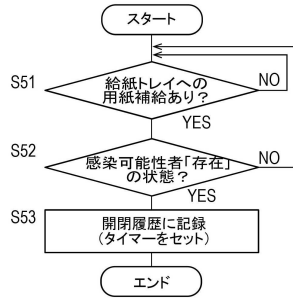 スタート
S51
給紙トレイへの
用紙補給あり？
NO
YES
S52
感染可能性者「存在」
の状態？
NO
YES
S53
開閉履歴に記録
（タイマーをセット）
エンド